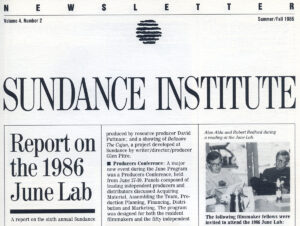 NEWSLETTER
Volume 4, Number 2
Summer/Fall 1986
SUNDANCE INSTITUTE
Report on
the 1986
June Lab
A report on the sixth annual Sundance
produced by resource producer David
Puttnam; and a showing of Belizaire
The Cajun, a project developed at
Sundance by writer/director/producer
Glen Pitre.
■ Producers Conference: A major
new event during the June Program
was a Producers Conference, held
from June 27-29. Panels composed of
leading independent producers and
distributors discussed Acquiring
Material, Assembling the Team, Pre-
Production Planning, Financing, Distri-
bution and Marketing. The program
was designed for both the resident
filmmakers and the fifty independent
Alan Alda and Robert Redford during
a reading at the June Lab.
The following filmmaker fellows were
invited to attend the 1986 June Lab: